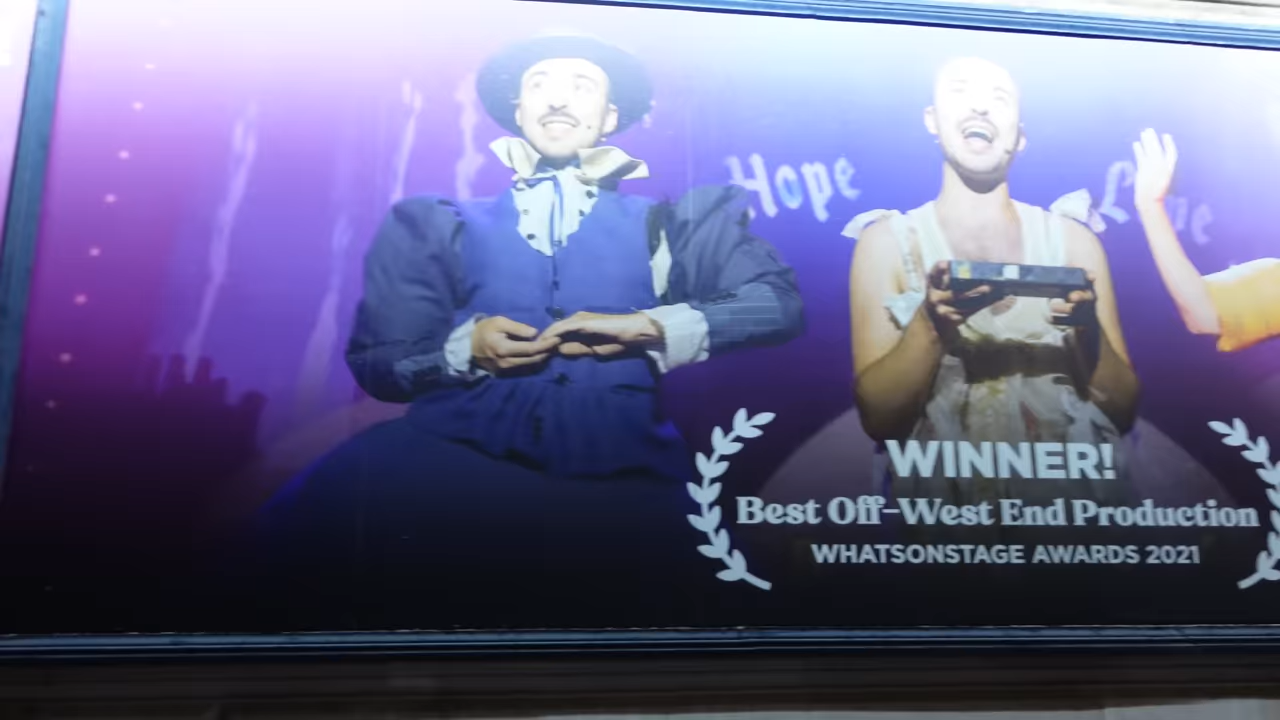 Hope
WINNER!
Best Off-West End Production
WHATSONSTAGE AWARDS 2021